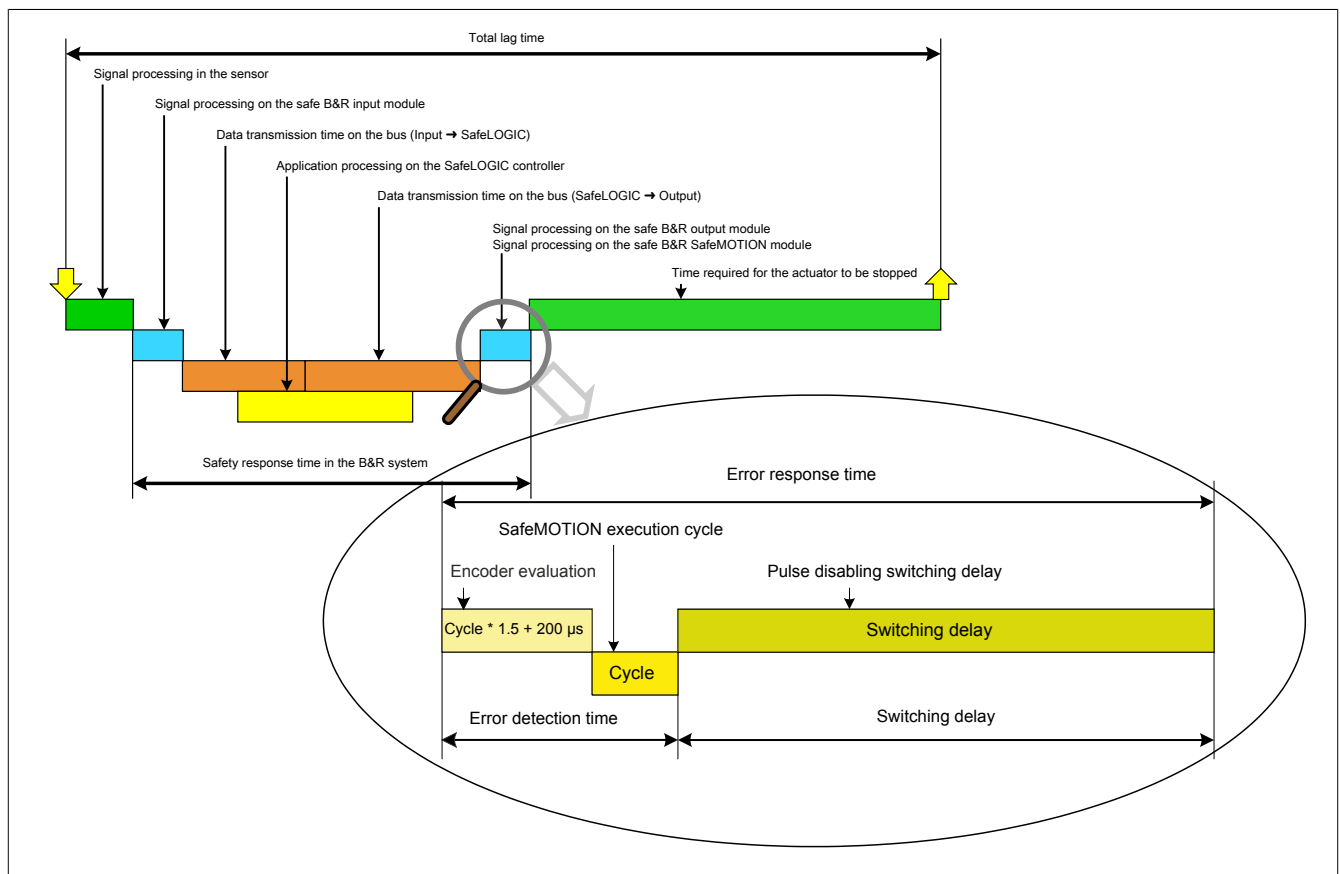 Total lag time
Signal processing in the sensor
Signal processing on the safe B&R input module
Data transmission time on the bus (Input ➜ SafeLOGIC)
Application processing on the SafeLOGIC controller
Data transmission time on the bus (SafeLOGIC ➜ Output)
Signal processing on the safe B&R output module
Signal processing on the safe B&R SafeMOTION module
Time required for the actuator to be stopped
Safety response time in the B&R system
Error response time
SafeMOTION execution cycle
Encoder evaluation
Pulse disabling switching delay
Cycle * 1.5 + 200 µs
Switching delay
Cycle
Error detection time
Switching delay